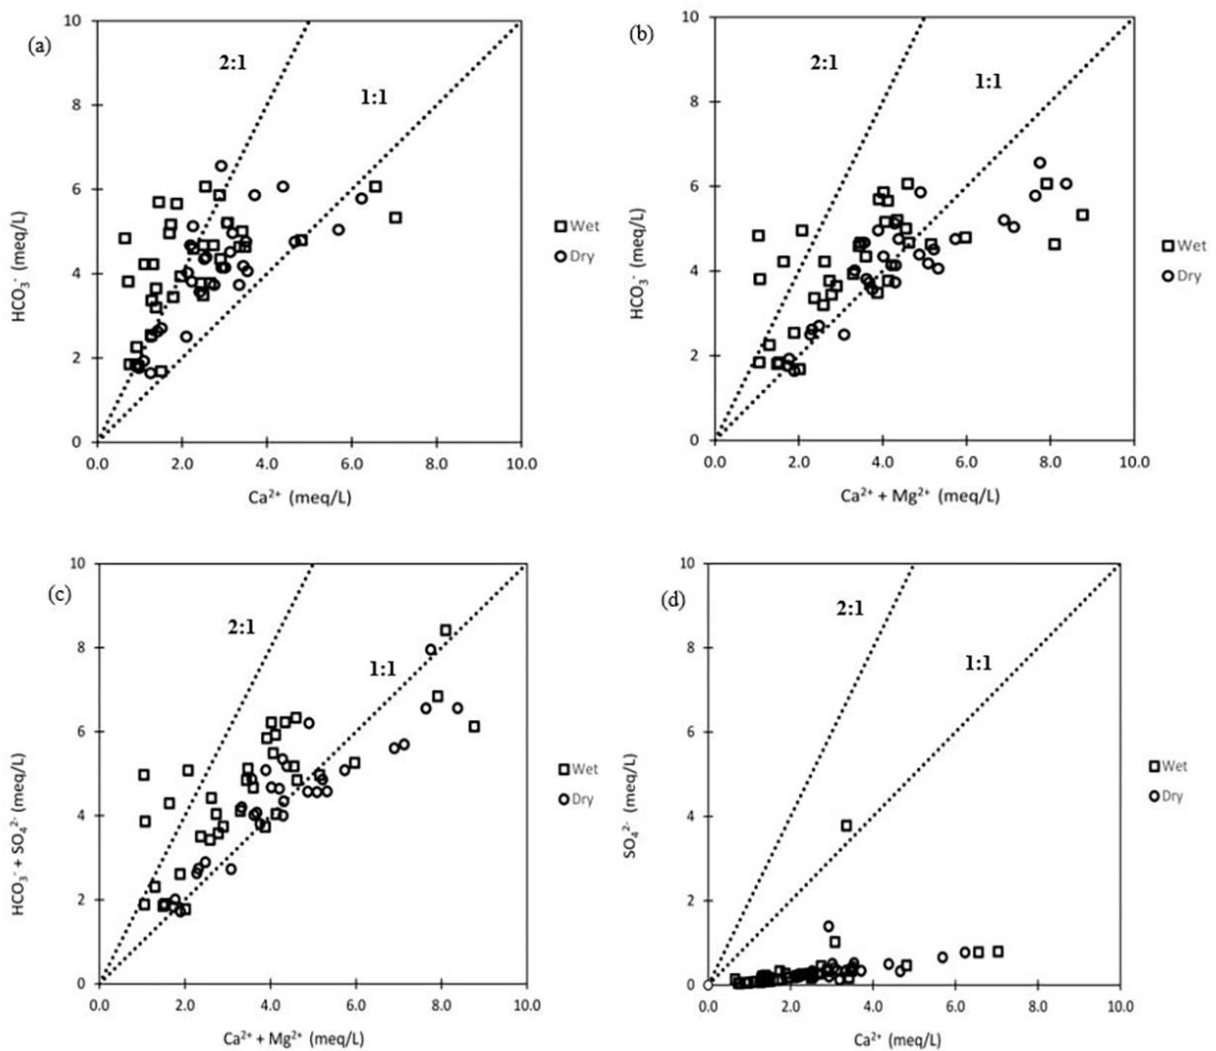 (a)
10
8
6
4
2
0
HCO₃⁻ (meq/L)
2:1
1:1
0.0 2.0 4.0 6.0 8.0 10.0
Ca²⁺ (meq/L)
Wet
Dry
(b)
10
8
6
4
2
0
HCO₃⁻ (meq/L)
2:1
1:1
0.0 2.0 4.0 6.0 8.0 10.0
Ca²⁺ + Mg²⁺ (meq/L)
Wet
Dry
(c)
10
8
6
4
2
0
HCO₃⁻ + SO₄²⁻ (meq/L)
2:1
1:1
0.0 2.0 4.0 6.0 8.0 10.0
Ca²⁺ + Mg²⁺ (meq/L)
Wet
Dry
(d)
10
8
6
4
2
0
SO₄²⁻ (meq/L)
2:1
1:1
0.0 2.0 4.0 6.0 8.0 10.0
Ca²⁺ (meq/L)
Wet
Dry